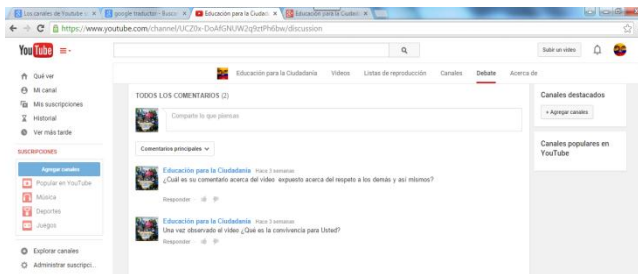 Los canales de Youtube
google traductor - Buscar
Educación para la Ciudad
Educación para la Ciudad
https://www.youtube.com/channel/UCZ0x-DoAfGNUW2q9ztPh6bw/discussion
YouTube
Subir un vídeo
Educación para la Ciudadanía Vídeos Listas de reproducción Canales Debate Acerca de
Qué ver
Mi canal
Mis suscripciones
Historial
Ver más tarde
SUSCRIPCIONES
Agregar canales
Popular en YouTube
Música
Deportes
Juegos
Explorar canales
Administrar suscripci...
TODOS LOS COMENTARIOS (2)
Comparte lo que piensas
Comentarios principales
Educación para la Ciudadanía Hace 3 semanas
¿Cuál es su comentario acerca del video expuesto acerca del respeto a los demás y así mismos?
Responder
Educación para la Ciudadanía Hace 3 semanas
Una vez observado el video ¿Qué es la convivencia para Usted?
Responder
Canales destacados
+ Agregar canales
Canales populares en
YouTube